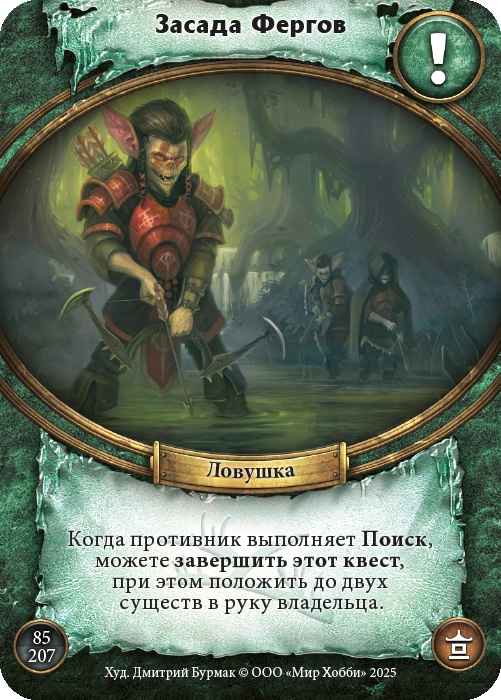 Засада Фергов
!
Ловушка
Когда противник выполняет Поиск,
можете завершить этот квест,
при этом положить до двух
существ в руку владельца.
85
207
Худ. Дмитрий Бурмак © ООО «Мир Хобби» 2025